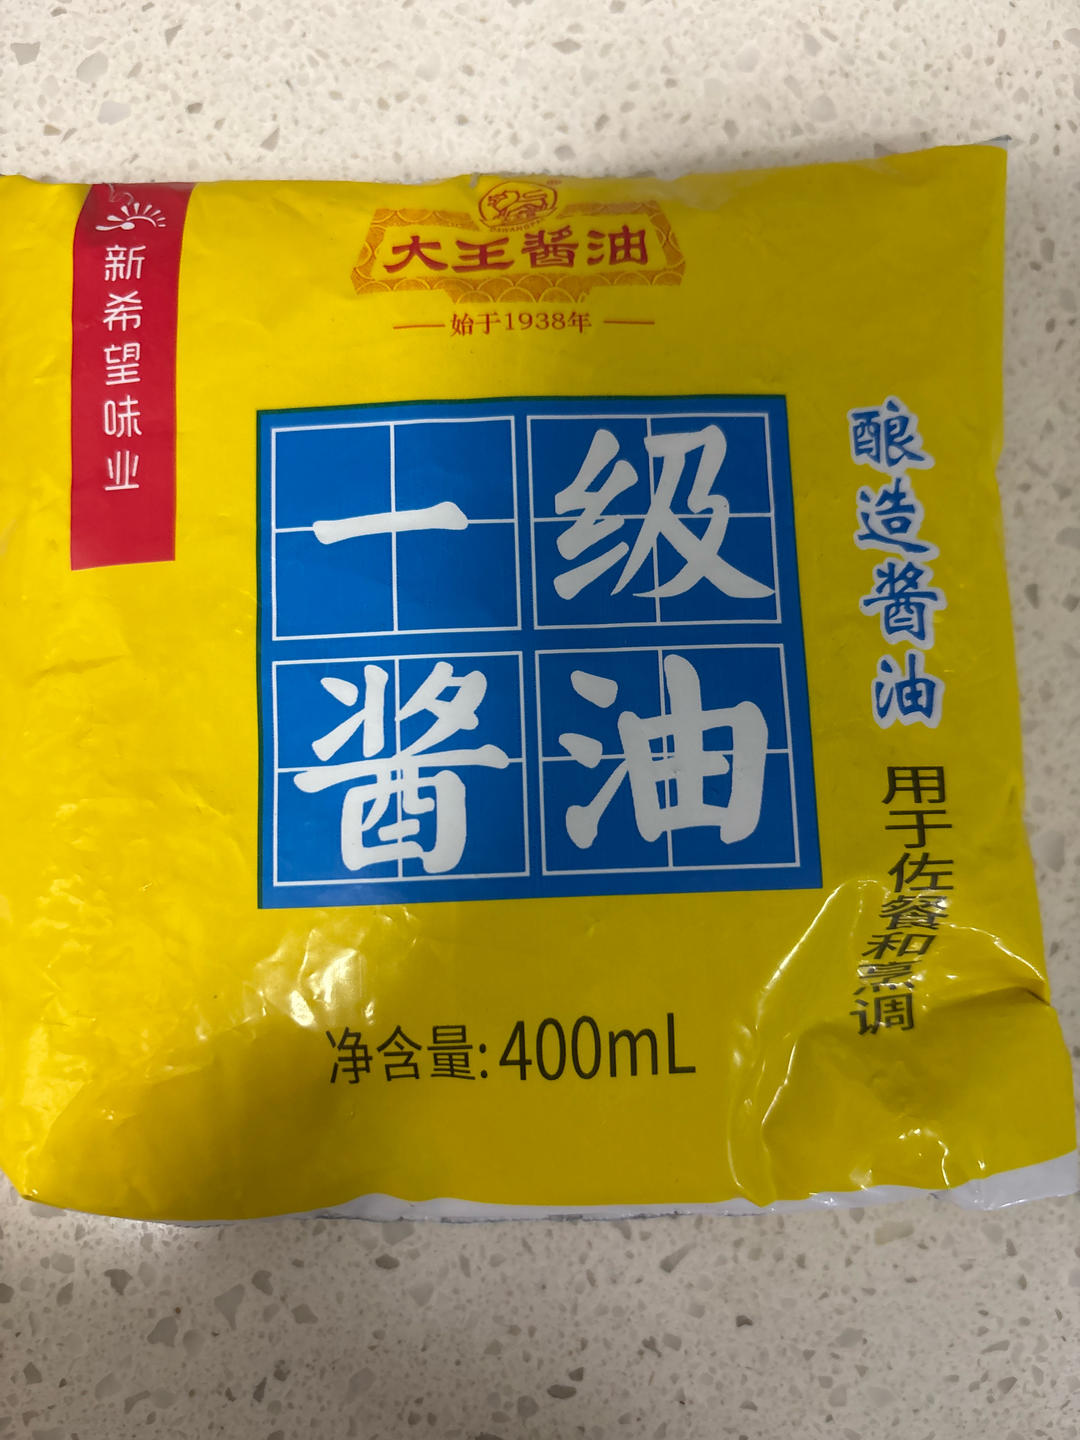 新希望味业
大王酱油
始于1938年
一级
酱油
酿造酱油
用于佐餐和烹调
净含量:400mL